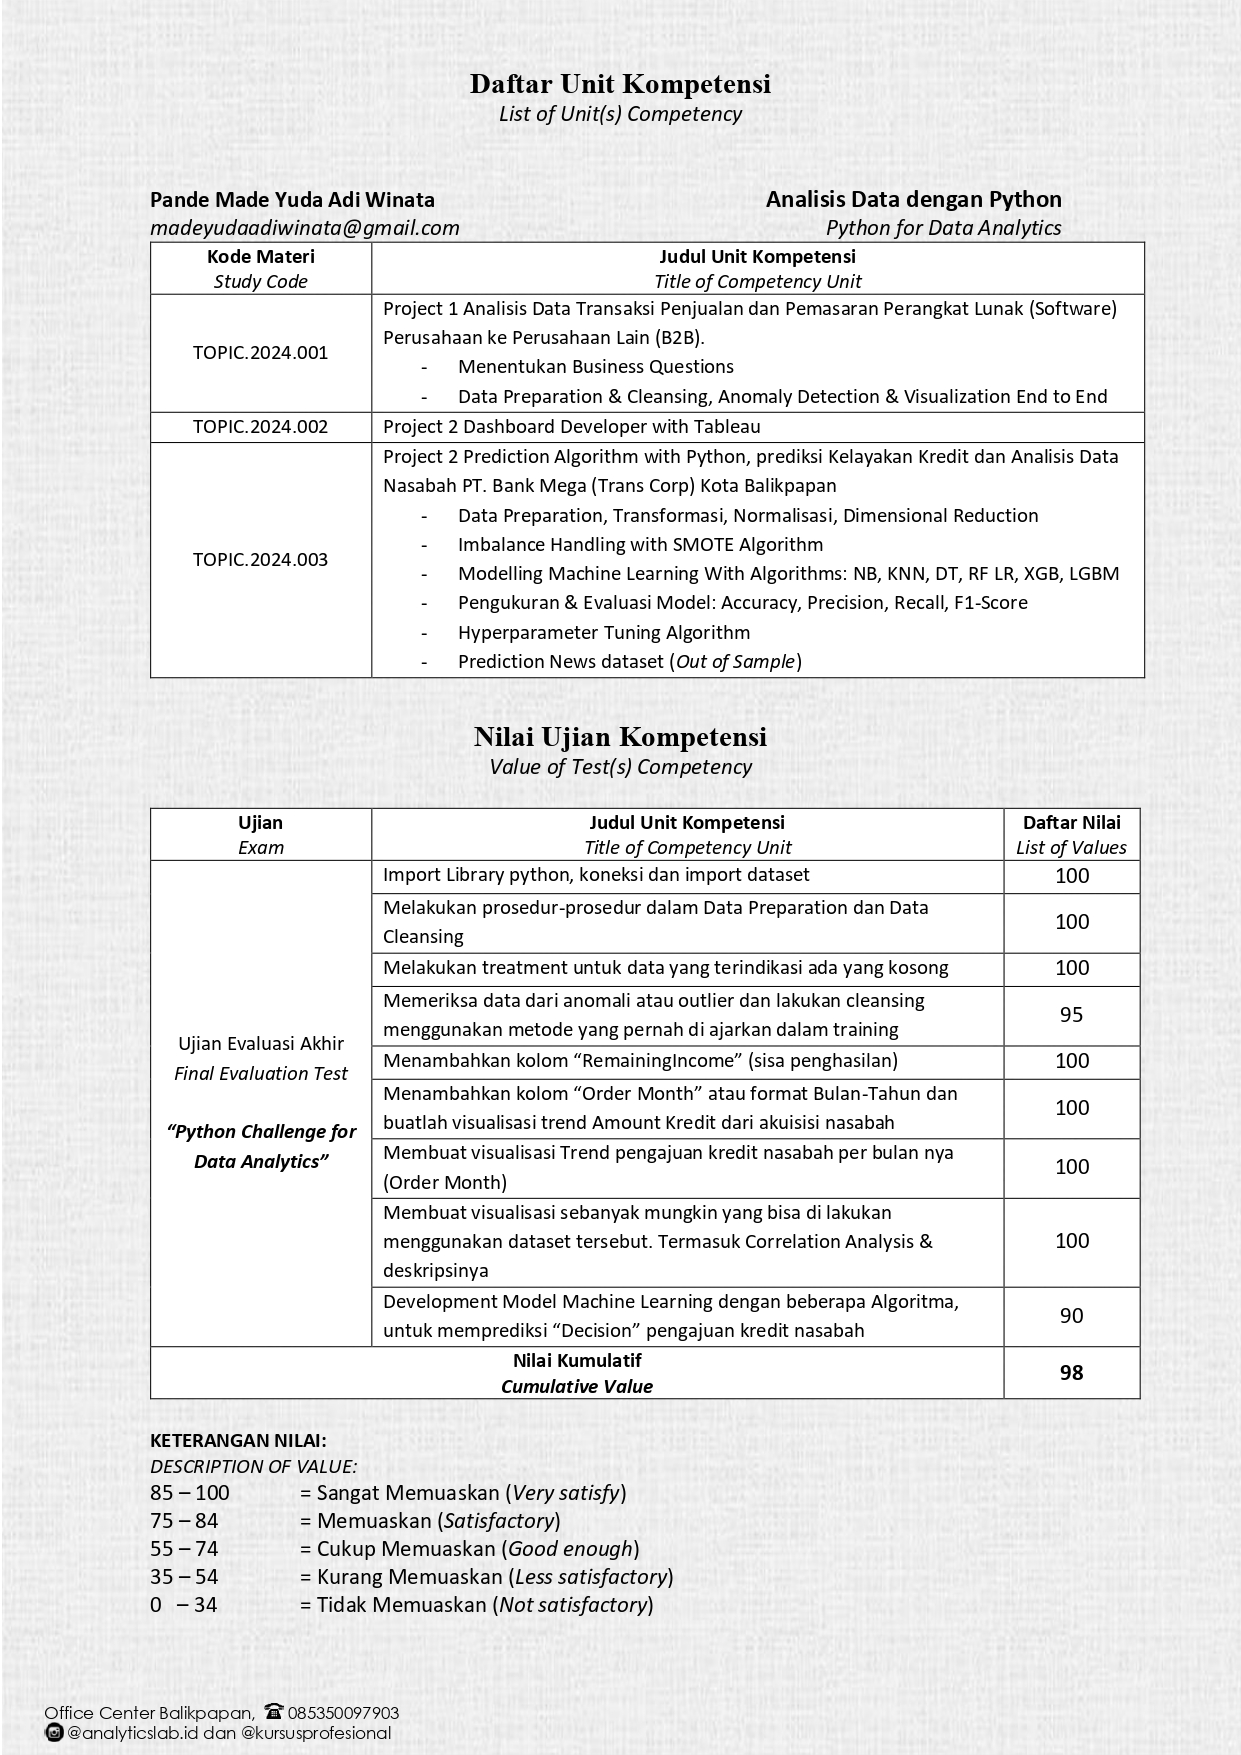 Daftar Unit Kompetensi
List of Unit(s) Competency
Pande Made Yuda Adi Winata
Analisis Data dengan Python
madeyudaadiwinata@gmail.com
Python for Data Analytics
Kode Materi
Study Code
Judul Unit Kompetensi
Title of Competency Unit
TOPIC.2024.001
Project 1 Analisis Data Transaksi Penjualan dan Pemasaran Perangkat Lunak (Software)
Perusahaan ke Perusahaan Lain (B2B).
- Menentukan Business Questions
- Data Preparation & Cleansing, Anomaly Detection & Visualization End to End
TOPIC.2024.002
Project 2 Dashboard Developer with Tableau
TOPIC.2024.003
Project 2 Prediction Algorithm with Python, prediksi Kelayakan Kredit dan Analisis Data
Nasabah PT. Bank Mega (Trans Corp) Kota Balikpapan
- Data Preparation, Transformasi, Normalisasi, Dimensional Reduction
- Imbalance Handling with SMOTE Algorithm
- Modelling Machine Learning With Algorithms: NB, KNN, DT, RF LR, XGB, LGBM
- Pengukuran & Evaluasi Model: Accuracy, Precision, Recall, F1-Score
- Hyperparameter Tuning Algorithm
- Prediction News dataset (Out of Sample)
Nilai Ujian Kompetensi
Value of Test(s) Competency
Ujian
Exam
Judul Unit Kompetensi
Title of Competency Unit
Daftar Nilai
List of Values
Ujian Evaluasi Akhir
Final Evaluation Test
“Python Challenge for
Data Analytics”
Import Library python, koneksi dan import dataset
100
Melakukan prosedur-prosedur dalam Data Preparation dan Data
Cleansing
100
Melakukan treatment untuk data yang terindikasi ada yang kosong
100
Memeriksa data dari anomali atau outlier dan lakukan cleansing
menggunakan metode yang pernah di ajarkan dalam training
95
Menambahkan kolom “RemainingIncome” (sisa penghasilan)
100
Menambahkan kolom “Order Month” atau format Bulan-Tahun dan
buatlah visualisasi trend Amount Kredit dari akuisisi nasabah
100
Membuat visualisasi Trend pengajuan kredit nasabah per bulan nya
(Order Month)
100
Membuat visualisasi sebanyak mungkin yang bisa di lakukan
menggunakan dataset tersebut. Termasuk Correlation Analysis &
deskripsinya
100
Development Model Machine Learning dengan beberapa Algoritma,
untuk memprediksi “Decision” pengajuan kredit nasabah
90
Nilai Kumulatif
Cumulative Value
98
KETERANGAN NILAI:
DESCRIPTION OF VALUE:
85 – 100 = Sangat Memuaskan (Very satisfy)
75 – 84 = Memuaskan (Satisfactory)
55 – 74 = Cukup Memuaskan (Good enough)
35 – 54 = Kurang Memuaskan (Less satisfactory)
0 – 34 = Tidak Memuaskan (Not satisfactory)
Office Center Balikpapan, 085350097903
@analyticslab.id dan @kursusprofesional